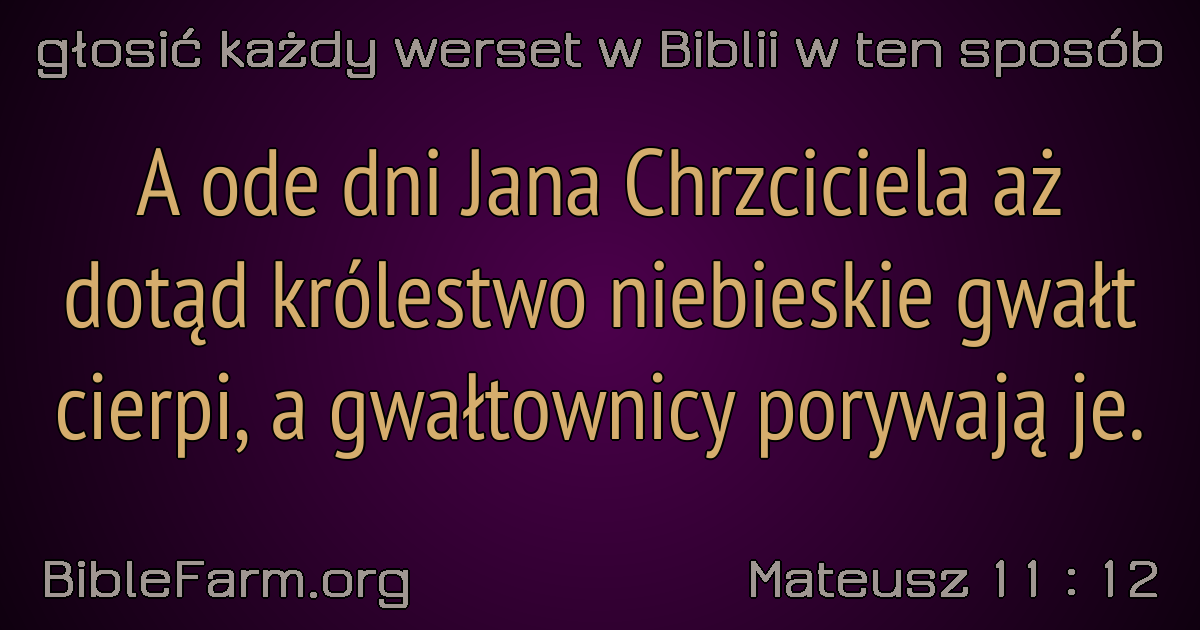 głosić każdy werset w Biblii w ten sposób
A ode dni Jana Chrzciciela aż
dotąd królestwo niebieskie gwałt
cierpi, a gwałtownicy porywają je.
BibleFarm.org
Mateusz 11 : 12